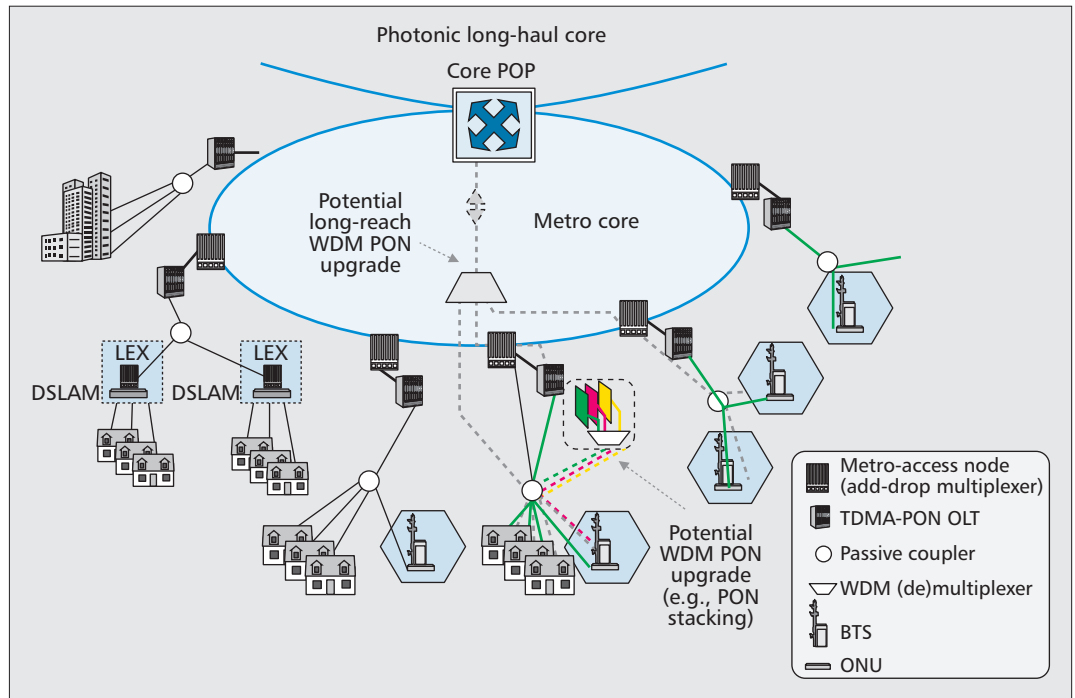 Photonic long-haul core
Core POP
Potential
long-reach
WDM PON
upgrade
Metro core
LEX
LEX
DSLAM
DSLAM
Potential
WDM PON
upgrade
(e.g., PON
stacking)
Metro-access node
(add-drop multiplexer)
TDMA-PON OLT
Passive coupler
WDM (de)multiplexer
BTS
ONU